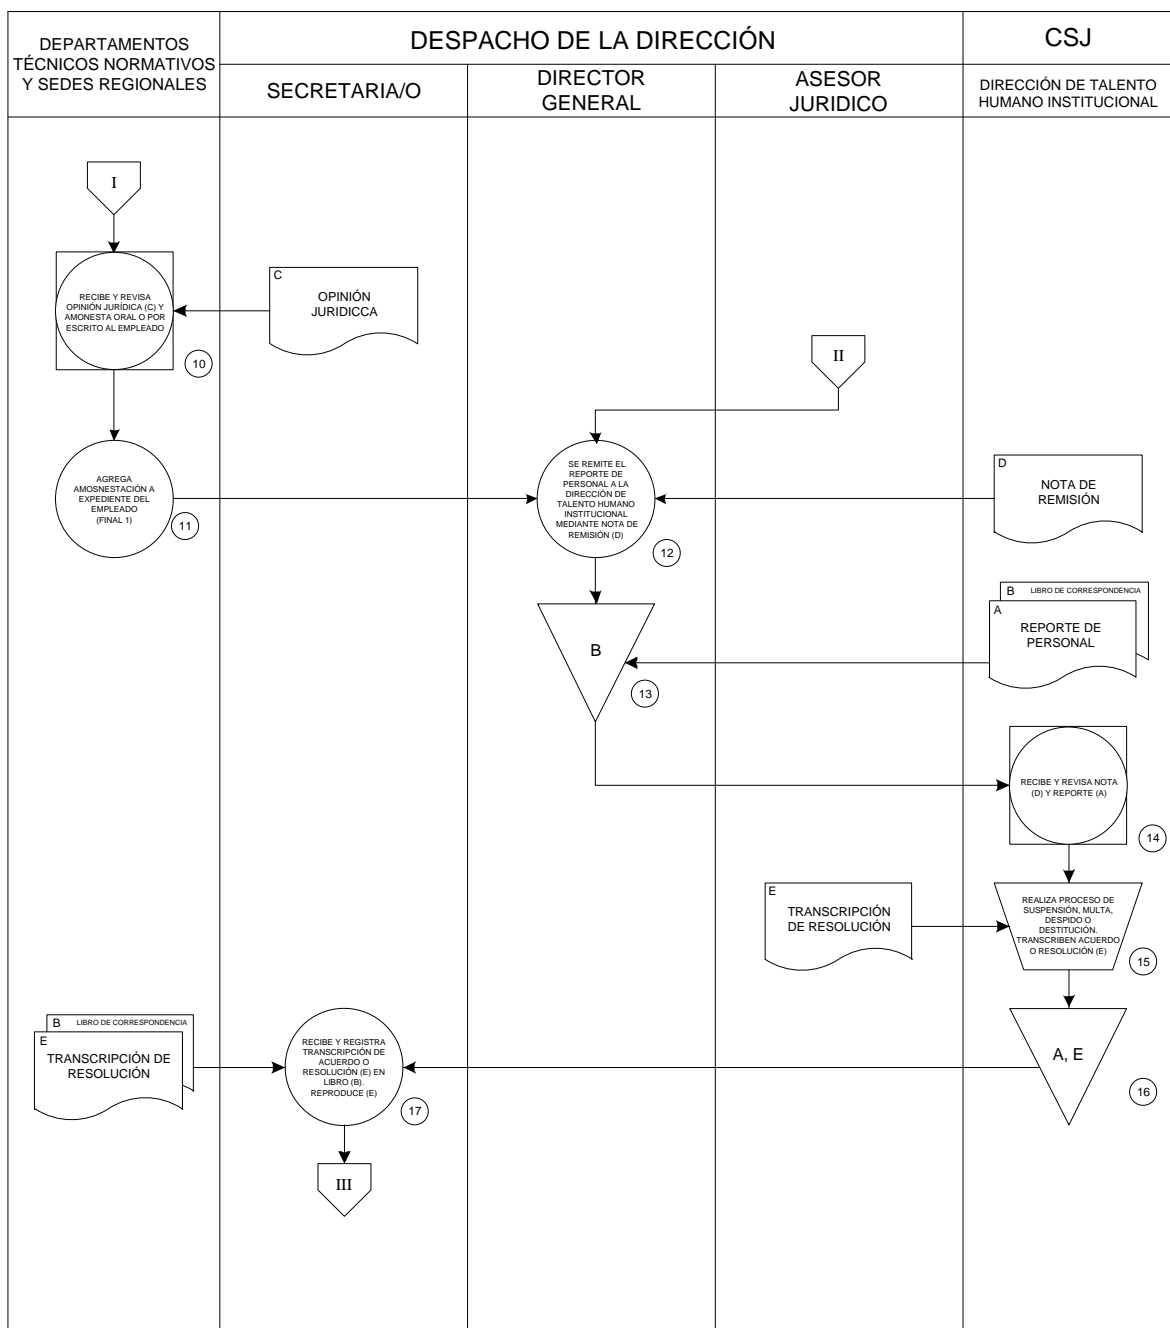 DEPARTAMENTOS
TÉCNICOS NORMATIVOS
Y SEDES REGIONALES
DESPACHO DE LA DIRECCIÓN
CSJ
SECRETARIA/O
DIRECTOR
GENERAL
ASESOR
JURIDICO
DIRECCIÓN DE TALENTO
HUMANO INSTITUCIONAL
I
RECIBE Y REVISA
OPINIÓN JURÍDICA (C) Y
AMONESTA ORAL O POR
ESCRITO AL EMPLEADO
10
C
OPINIÓN
JURIDICCA
II
AGREGA
AMOSNESTACIÓN A
EXPEDIENTE DEL
EMPLEADO
(FINAL 1)
11
SE REMITE EL
REPORTE DE
PERSONAL A LA
DIRECCIÓN DE
TALENTO HUMANO
INSTITUCIONAL
MEDIANTE NOTA DE
REMISIÓN (D)
12
D
NOTA DE
REMISIÓN
B
13
B LIBRO DE CORRESPONDENCIA
A
REPORTE DE
PERSONAL
RECIBE Y REVISA NOTA
(D) Y REPORTE (A)
14
E
TRANSCRIPCIÓN
DE RESOLUCIÓN
REALIZA PROCESO DE
SUSPENSIÓN, MULTA,
DESPIDO O
DESTITUCIÓN.
TRANSCRIBEN ACUERDO
O RESOLUCIÓN (E)
15
B LIBRO DE CORRESPONDENCIA
E
TRANSCRIPCIÓN DE
RESOLUCIÓN
RECIBE Y REGISTRA
TRANSCRIPCIÓN DE
ACUERDO O
RESOLUCIÓN (E) EN
LIBRO (B).
REPRODUCE (E)
17
A, E
16
III